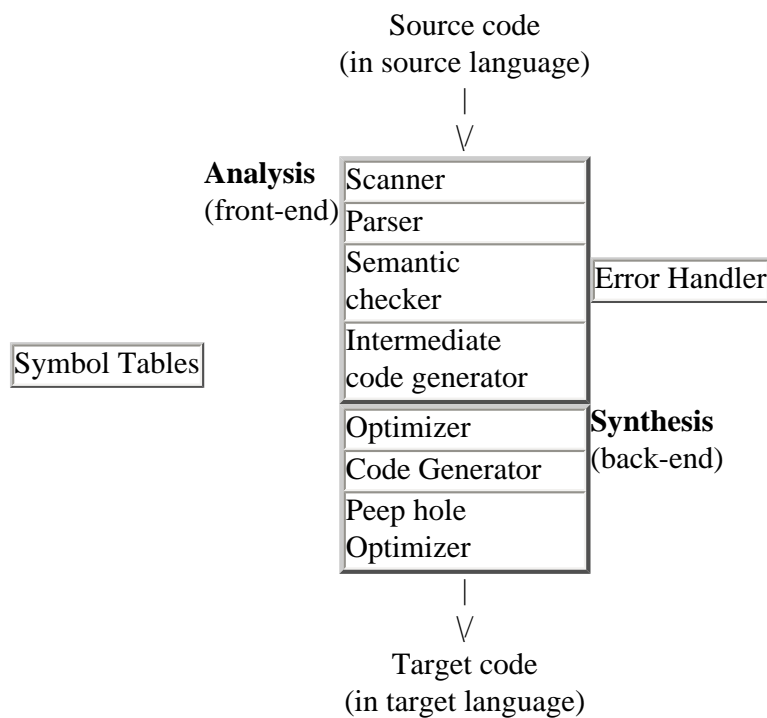 Source code
(in source language)
|
\/
Analysis
(front-end)
Scanner
Parser
Semantic
checker
Error Handler
Symbol Tables
Intermediate
code generator
Optimizer
Synthesis
(back-end)
Code Generator
Peep hole
Optimizer
|
\/
Target code
(in target language)